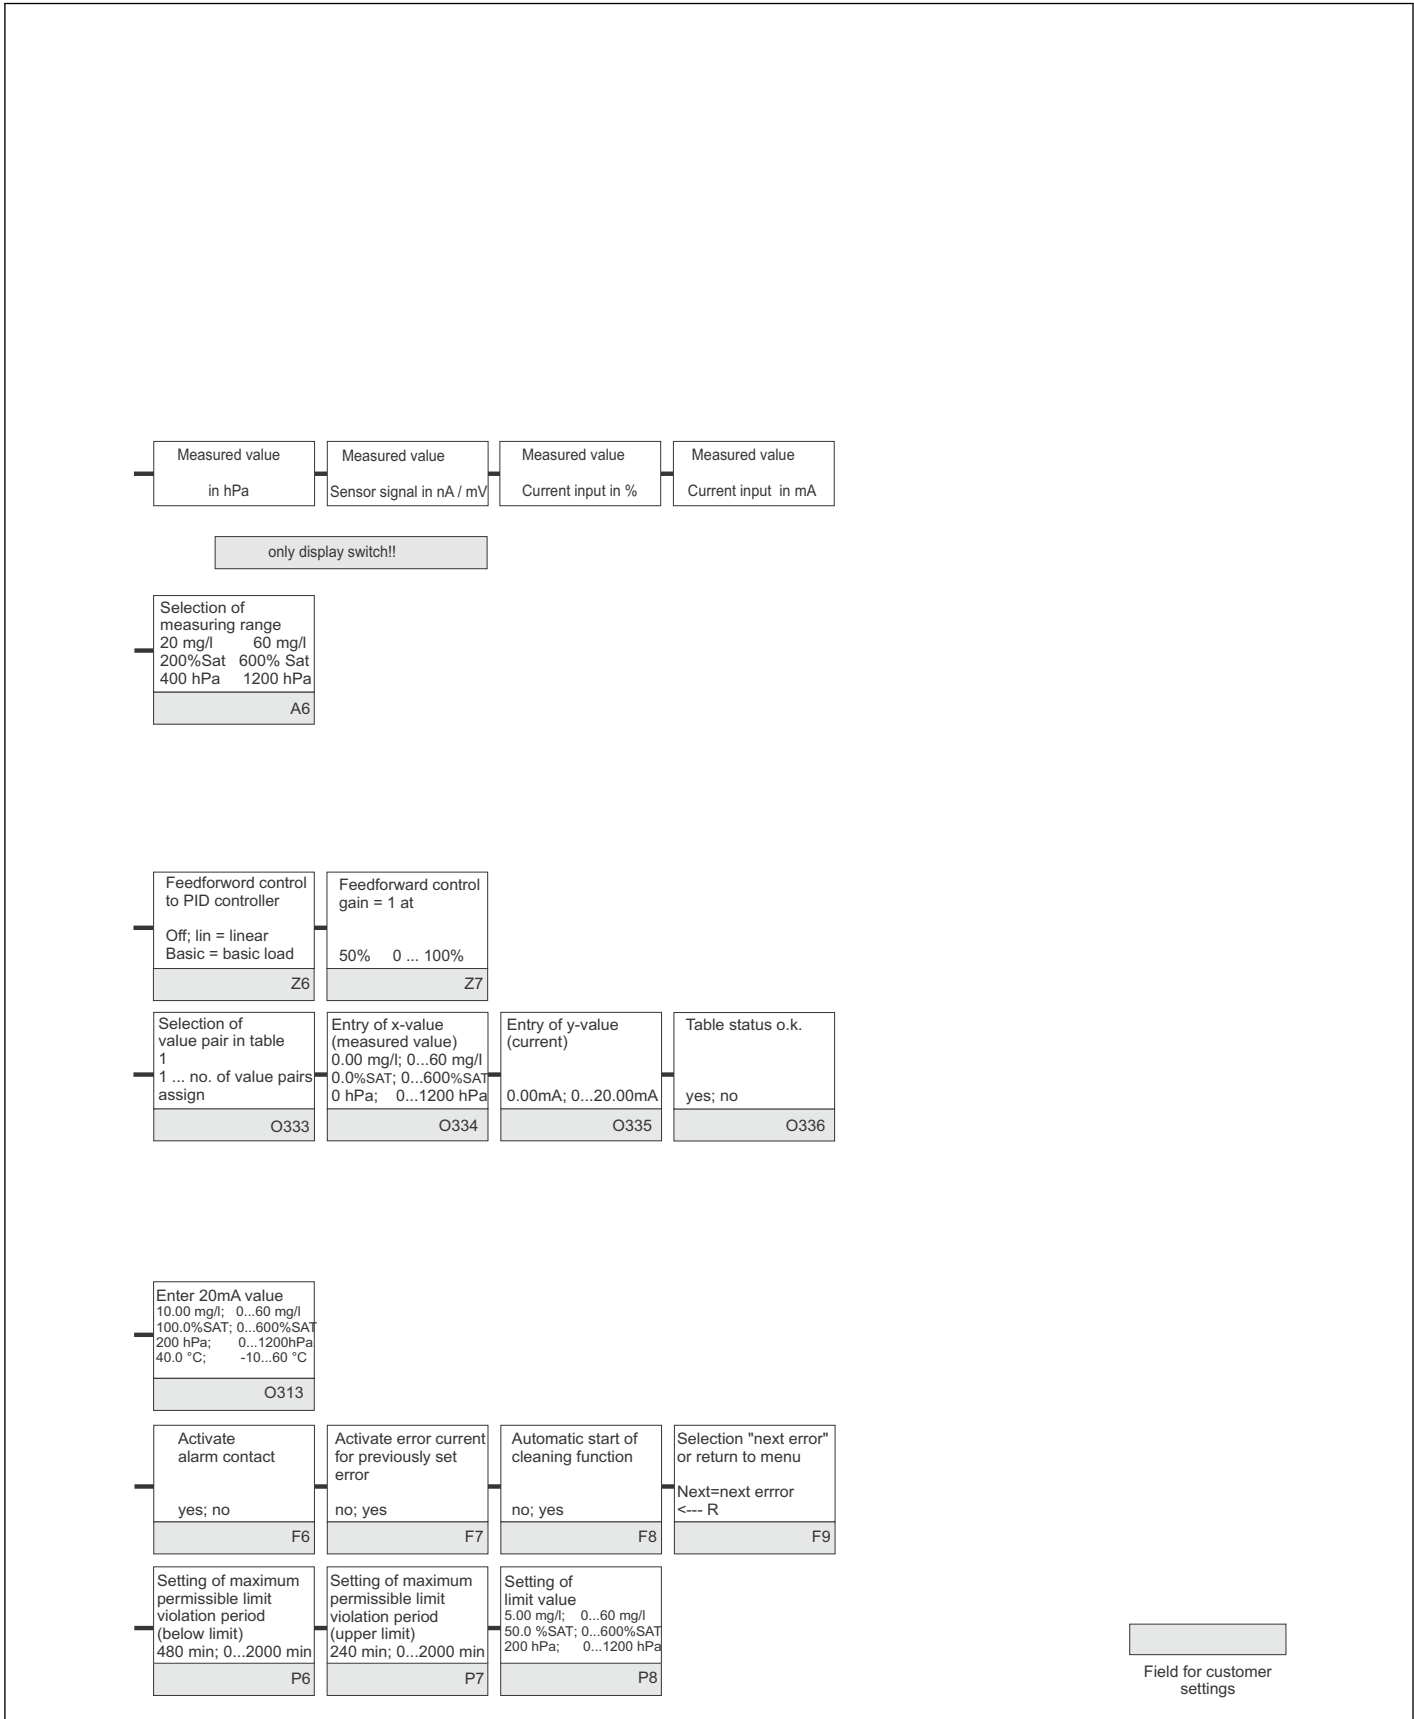 Measured value
in hPa
Measured value
Sensor signal in nA / mV
Measured value
Current input in %
Measured value
Current input in mA
only display switch!!
Selection of
measuring range
20 mg/l 60 mg/l
200%Sat 600% Sat
400 hPa 1200 hPa
A6
Feedforword control
to PID controller
Off; lin = linear
Basic = basic load
Z6
Feedforward control
gain = 1 at
50% 0 ... 100%
Z7
Selection of
value pair in table
1
1 ... no. of value pairs
assign
O333
Entry of x-value
(measured value)
0.00 mg/l; 0...60 mg/l
0.0%SAT; 0...600%SAT
0 hPa; 0...1200 hPa
O334
Entry of y-value
(current)
0.00mA; 0...20.00mA
O335
Table status o.k.
yes; no
O336
Enter 20mA value
10.00 mg/l; 0...60 mg/l
100.0%SAT; 0...600%SAT
200 hPa; 0...1200hPa
40.0 °C; -10...60 °C
O313
Activate
alarm contact
yes; no
F6
Activate error current
for previously set
error
no; yes
F7
Automatic start of
cleaning function
no; yes
F8
Selection "next error"
or return to menu
Next=next errror
<--- R
F9
Setting of maximum
permissible limit
violation period
(below limit)
480 min; 0...2000 min
P6
Setting of maximum
permissible limit
violation period
(upper limit)
240 min; 0...2000 min
P7
Setting of
limit value
5.00 mg/l; 0...60 mg/l
50.0 %SAT; 0...600%SAT
200 hPa; 0...1200 hPa
P8
Field for customer
settings